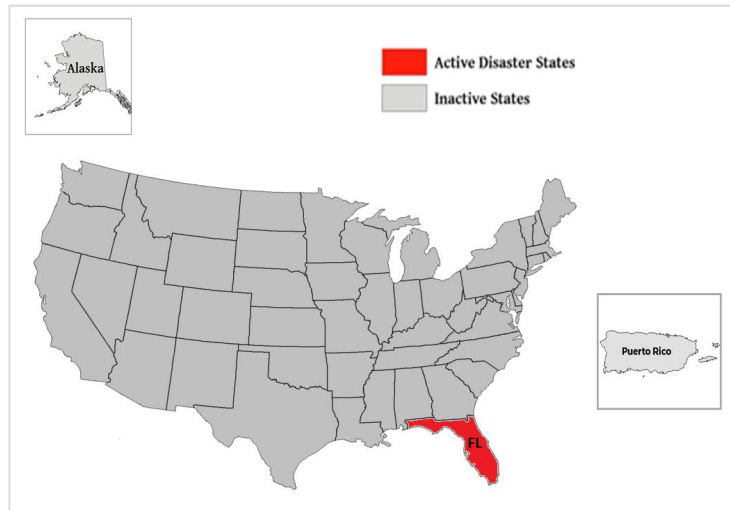 Alaska
Active Disaster States
Inactive States
Puerto Rico
FL